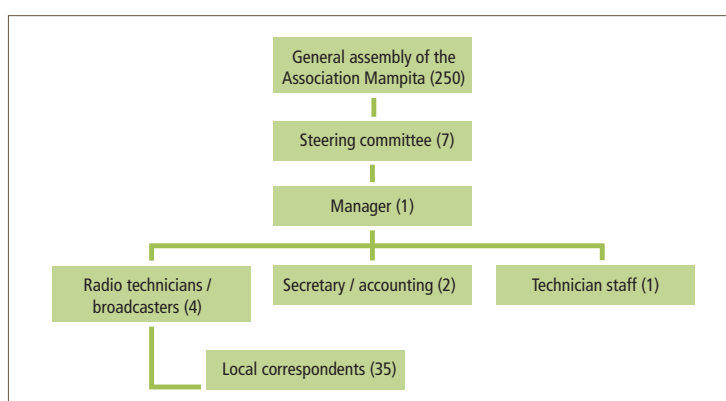 General assembly of the
Association Mampita (250)
Steering committee (7)
Manager (1)
Radio technicians /
broadcasters (4)
Secretary / accounting (2)
Technician staff (1)
Local correspondents (35)